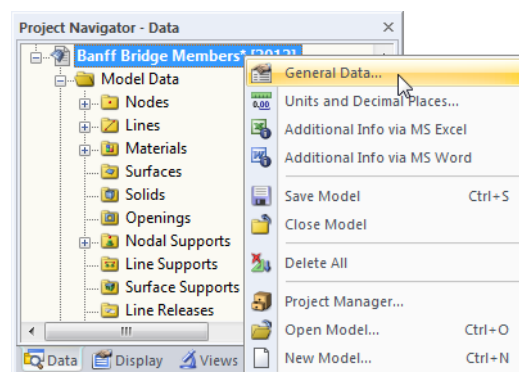 Project Navigator - Data
Banff Bridge Members* [2012]
Model Data
Nodes
Lines
Materials
Surfaces
Solids
Openings
Nodal Supports
Line Supports
Surface Supports
Line Releases
Data Display Views
General Data...
Units and Decimal Places...
Additional Info via MS Excel
Additional Info via MS Word
Save Model Ctrl+S
Close Model
Delete All
Project Manager...
Open Model... Ctrl+O
New Model... Ctrl+N